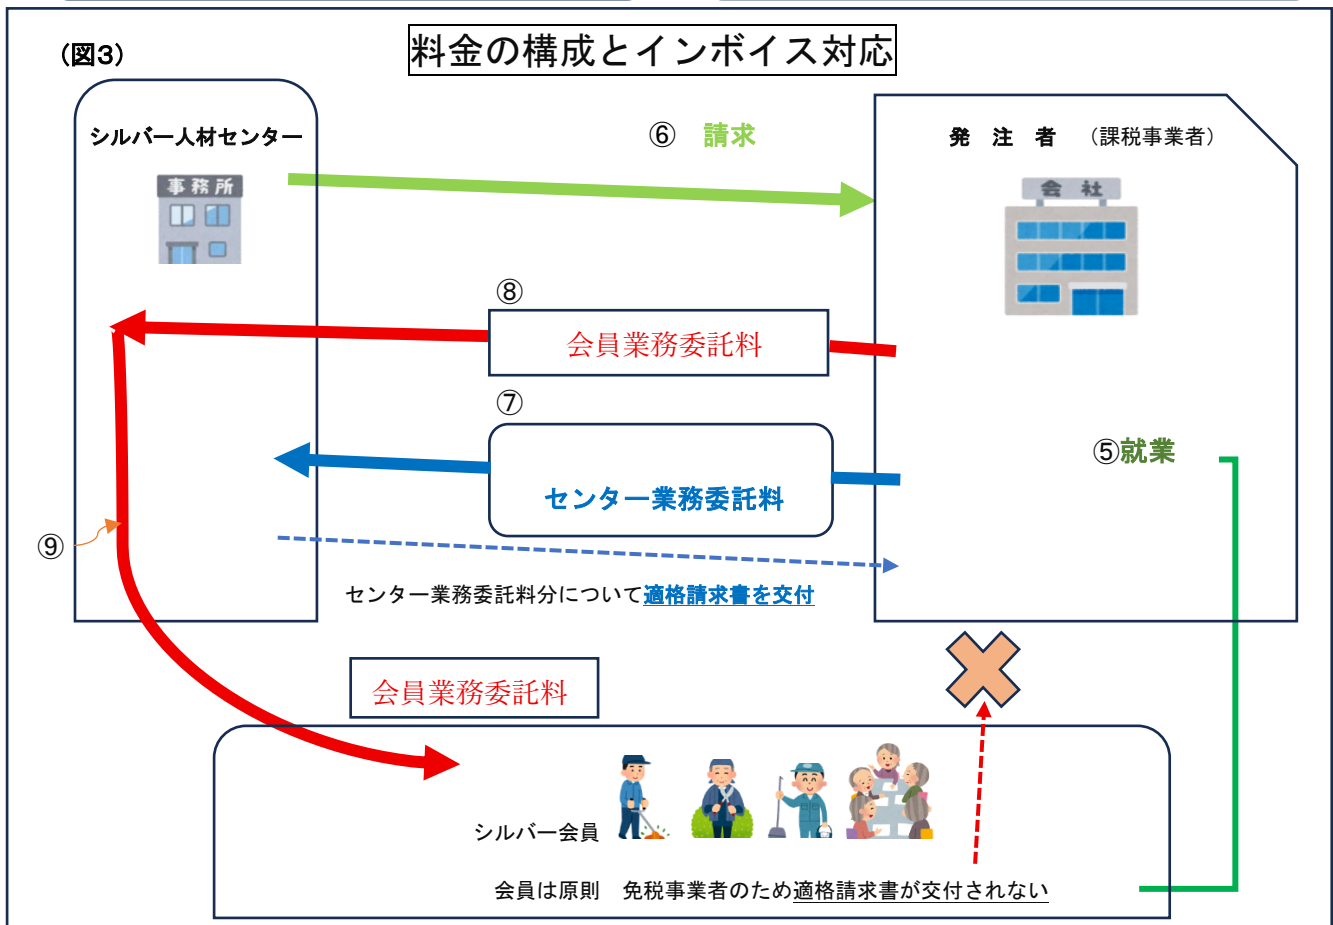 (図3)
料金の構成とインボイス対応
シルバー人材センター
事務所
⑥ 請求
発 注 者 (課税事業者)
会社
⑧
会員業務委託料
⑦
センター業務委託料
⑤就業
⑨
センター業務委託料分について適格請求書を交付
会員業務委託料
シルバー会員
会員は原則 免税事業者のため適格請求書が交付されない